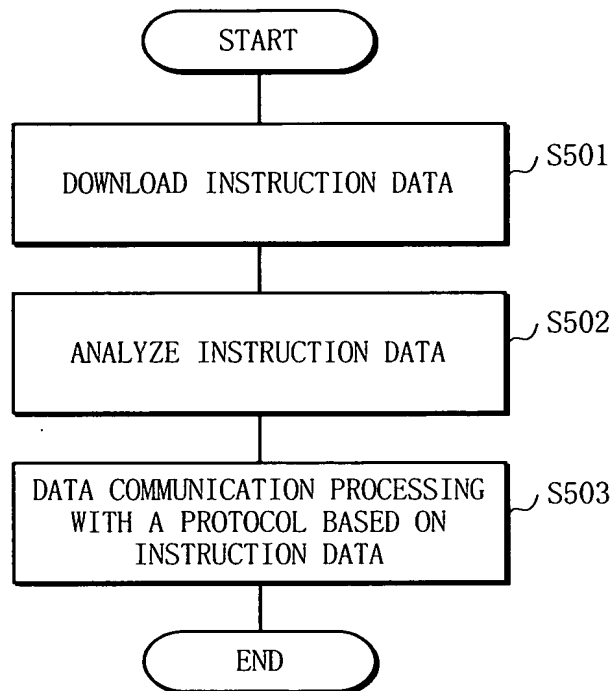 START
DOWNLOAD INSTRUCTION DATA
S501
ANALYZE INSTRUCTION DATA
S502
DATA COMMUNICATION PROCESSING
WITH A PROTOCOL BASED ON
INSTRUCTION DATA
S503
END